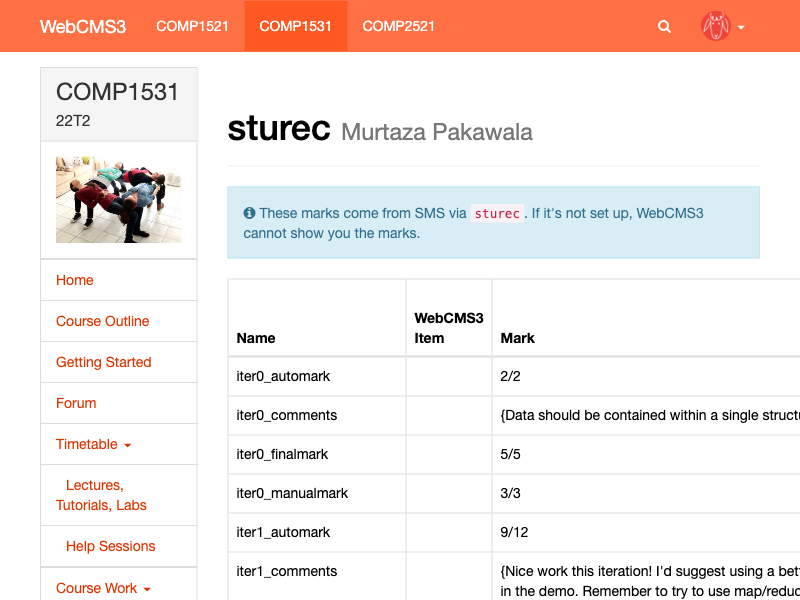 WebCMS3 COMP1521 COMP1531 COMP2521
COMP1531
22T2
Home
Course Outline
Getting Started
Forum
Timetable
Lectures,
Tutorials, Labs
Help Sessions
Course Work
sturec Murtaza Pakawala
These marks come from SMS via sturec. If it's not set up, WebCMS3
cannot show you the marks.
Name WebCMS3 Item Mark
iter0_automark 2/2
iter0_comments {Data should be contained within a single
iter0_finalmark 5/5
iter0_manualmark 3/3
iter1_automark 9/12
iter1_comments {Nice work this iteration! I'd suggest using a
in the demo. Remember to try to use